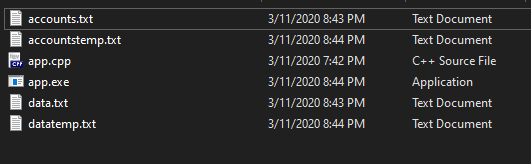 accounts.txt 3/11/2020 8:43 PM Text Document
accountstemp.txt 3/11/2020 8:44 PM Text Document
app.cpp 3/11/2020 7:42 PM C++ Source File
app.exe 3/11/2020 8:44 PM Application
data.txt 3/11/2020 8:43 PM Text Document
datatemp.txt 3/11/2020 8:44 PM Text Document